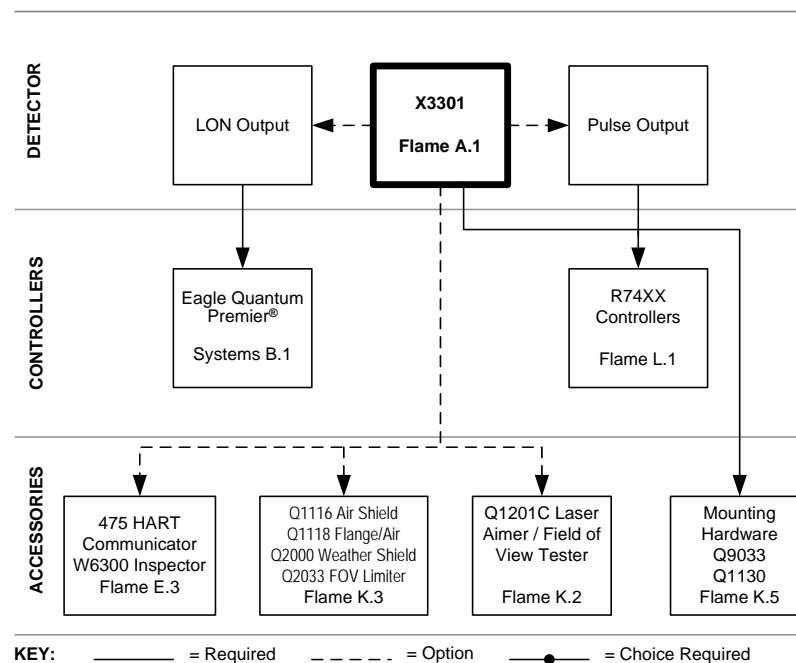 DETECTOR
LON Output
X3301
Flame A.1
Pulse Output
CONTROLLERS
Eagle Quantum
Premier®
Systems B.1
R74XX
Controllers
Flame L.1
ACCESSORIES
475 HART
Communicator
W6300 Inspector
Flame E.3
Q1116 Air Shield
Q1118 Flange/Air
Q2000 Weather Shield
Q2033 FOV Limiter
Flame K.3
Q1201C Laser
Aimer / Field of
View Tester
Flame K.2
Mounting
Hardware
Q9033
Q1130
Flame K.5
KEY: = Required = Option = Choice Required